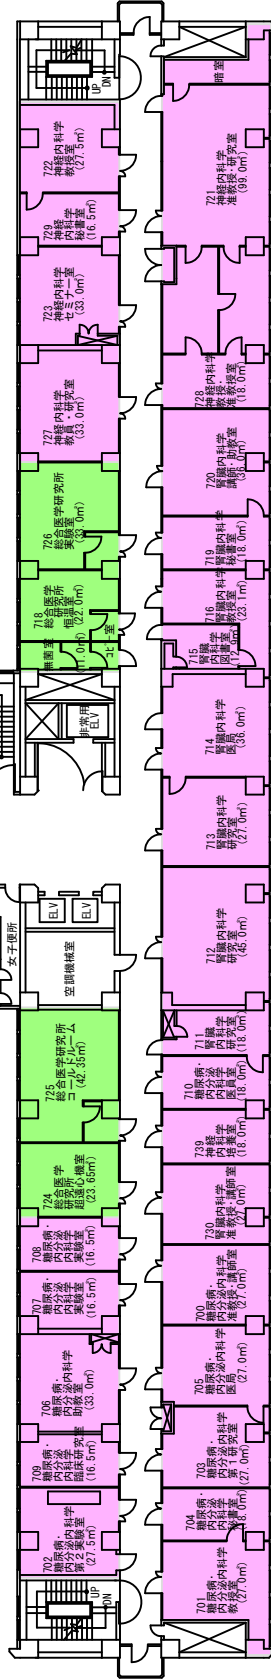 UP
DN
722
神経内科学
教授室
(27.5㎡)
729
神経
内科学
秘書室
(16.5㎡)
723
神経内科学
セミナー室
(33.0㎡)
727
神経内科学
教員・研究室
(33.0㎡)
726
総合医学研究所
実験室
(33.0㎡)
718
総合医学
研究所
恒温室
(22.0㎡)
無菌室
(11.0㎡)
コピー室
非常用
ELV
女子便所
ELV
ELV
空調機械室
725
総合医学研究所
コールドルーム
(42.35㎡)
724
総合医学
研究所
超遠心機室
(23.65㎡)
708
糖尿病・
内分泌
内科学
実験室
(16.5㎡)
707
糖尿病・
内分泌
内科学
実験室
(16.5㎡)
706
糖尿病・
内分泌内科学
助教室
(33.0㎡)
709
糖尿病・
内分泌
内科学
臨床研究室
(16.5㎡)
702
糖尿病・
内分泌内科学
第2実験室
(27.5㎡)
UP
DN
暗室
721
神経内科学
准教授・研究室
(99.0㎡)
728
神経内科学
教授・
准教授室
(18.0㎡)
720
腎臓内科学
講師・助教室
(36.0㎡)
719
腎臓内科学
秘書室
(18.0㎡)
716
腎臓内科学
教授室
(23.1㎡)
715
腎臓
内科学
図書室
714
腎臓内科学
医局
(36.0㎡)
713
腎臓内科学
研究室
(27.0㎡)
712
腎臓内科学
研究室
(45.0㎡)
711
腎臓
内科学
研究室
(18.0㎡)
710
糖尿病・
内分泌
内科学
医員室
(18.0㎡)
739
神経
内科学
培養室
(18.0㎡)
730
腎臓内科学
准教授・講師室
(27.0㎡)
700
糖尿病・
内分泌内科学
准教授・講師室
(27.0㎡)
705
糖尿病・
内分泌内科学
医局
(27.0㎡)
703
糖尿病・
内分泌内科学
第1研究室
(27.0㎡)
704
糖尿病・
内分泌
内科学
秘書室
(18.0㎡)
701
糖尿病・
内分泌内科学
教授室
(27.0㎡)